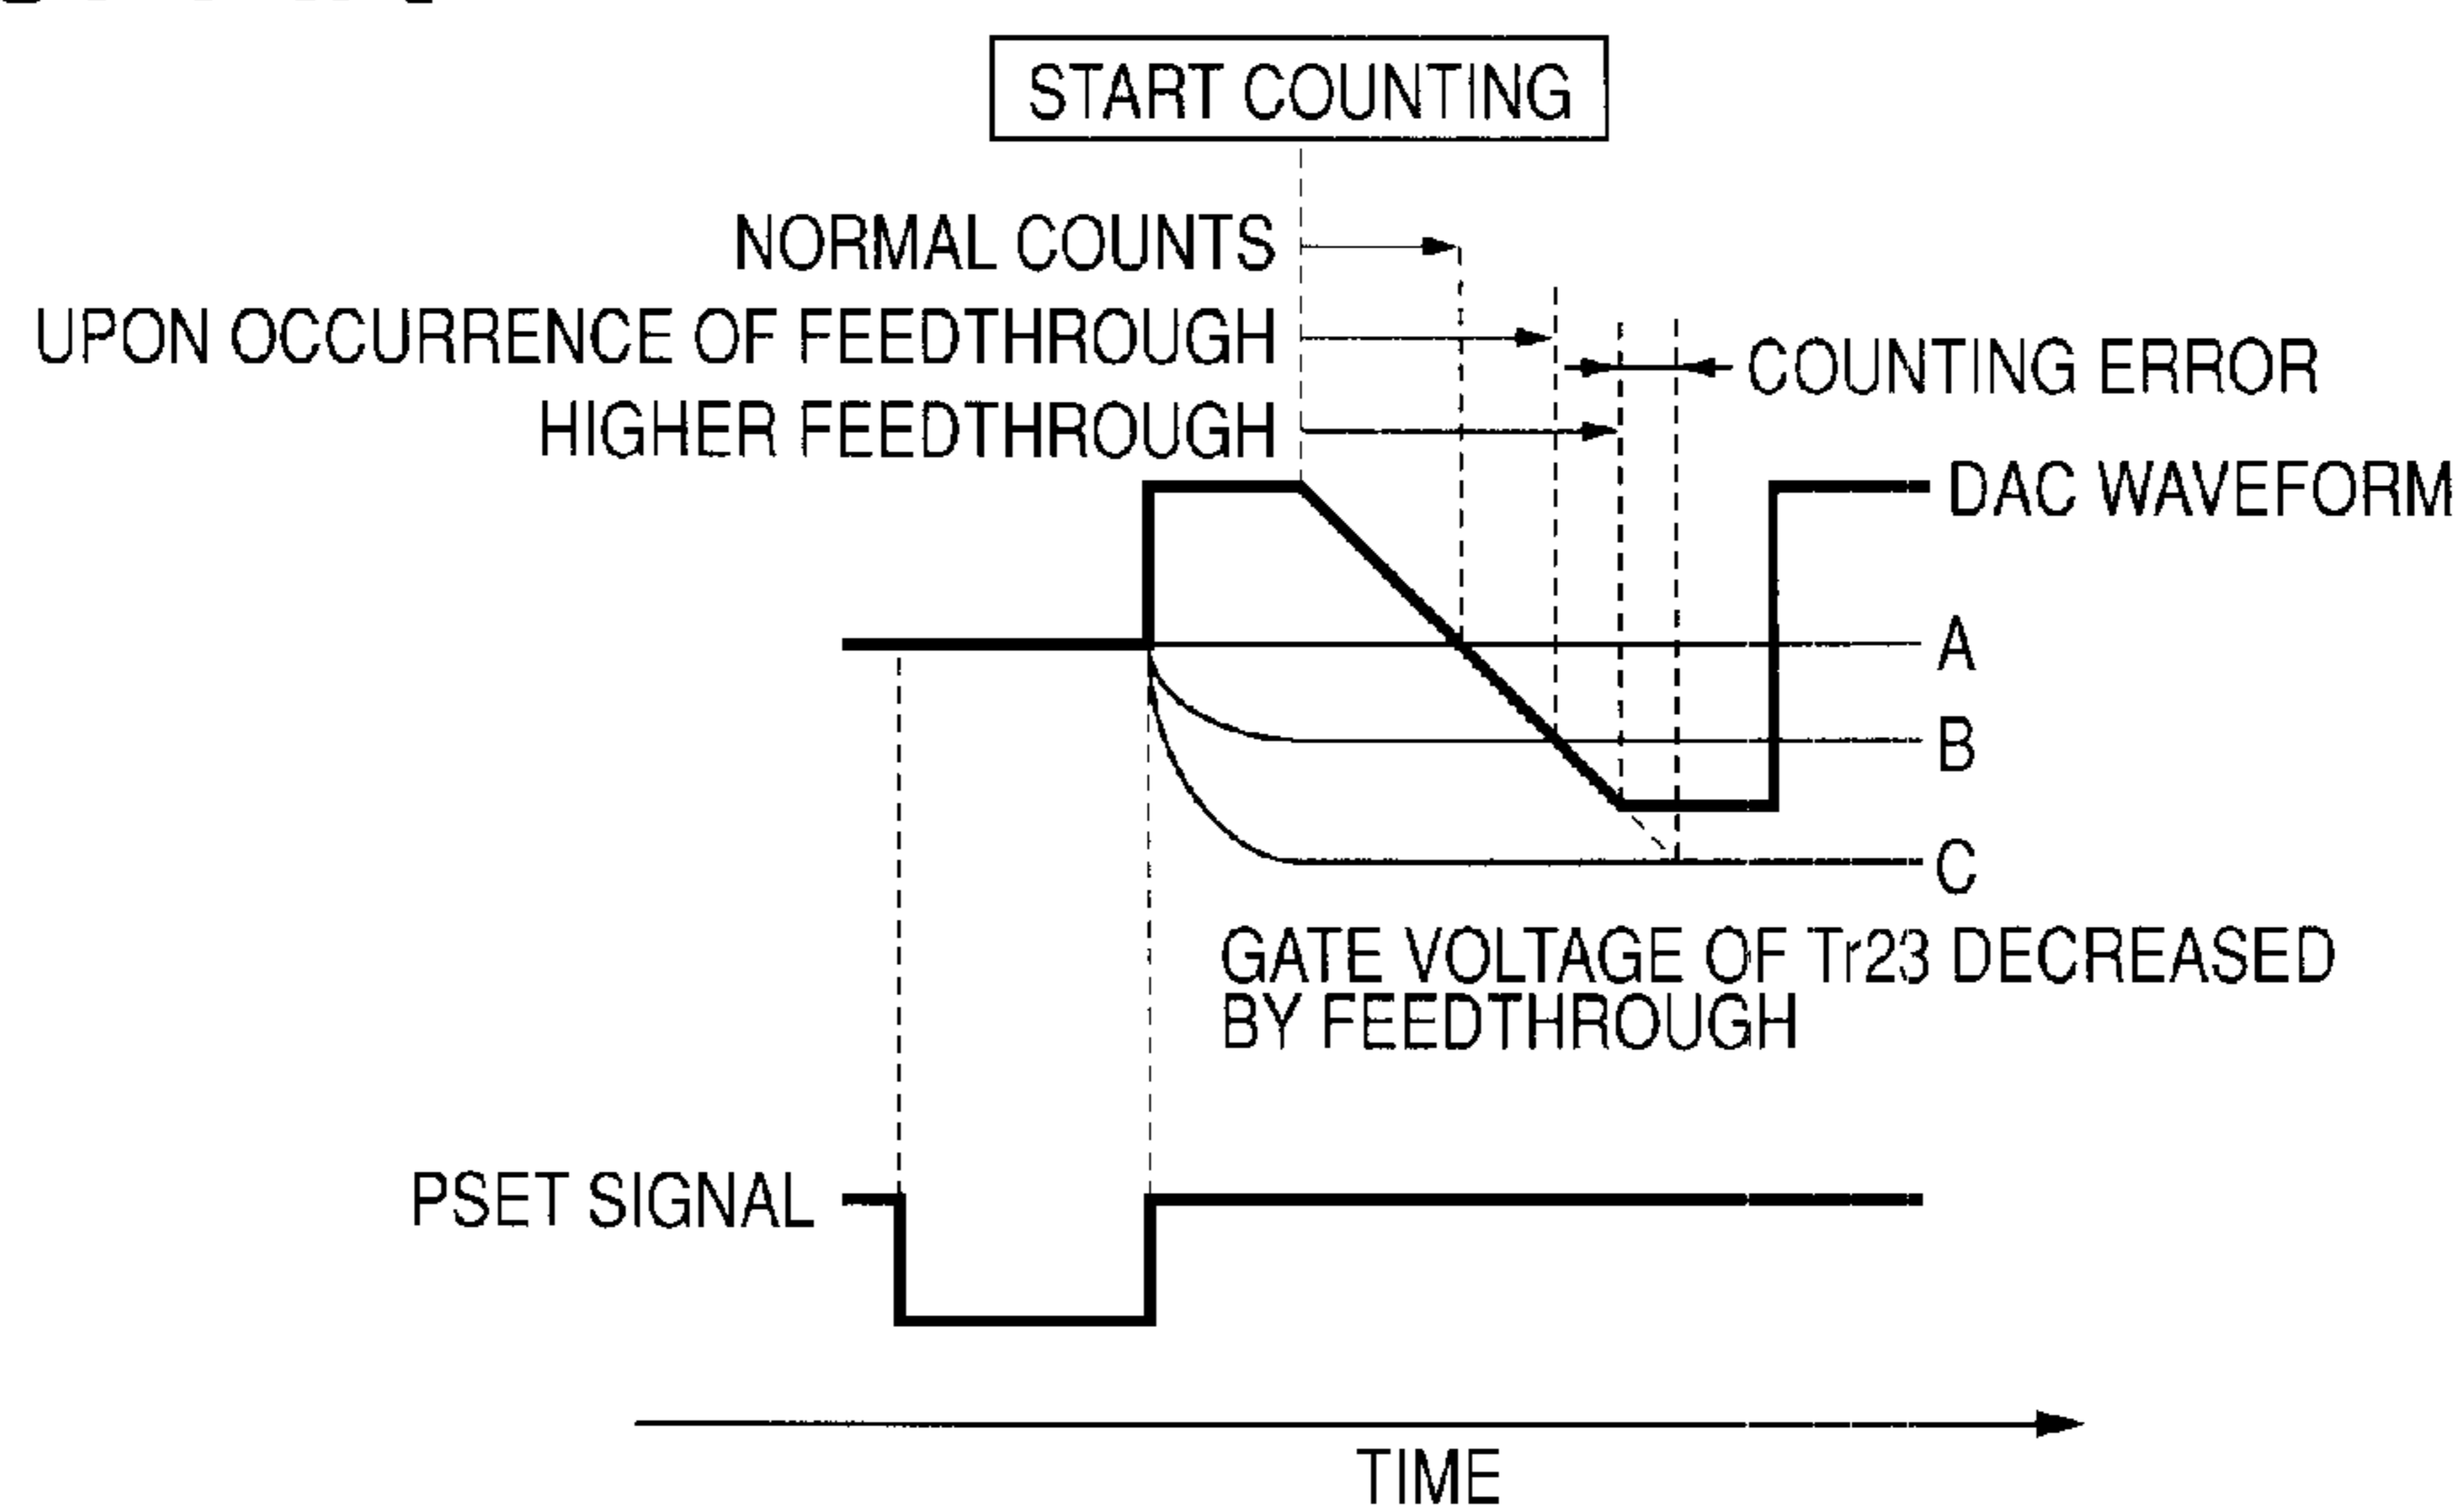 START COUNTING
NORMAL COUNTS
UPON OCCURRENCE OF FEEDTHROUGH
COUNTING ERROR
HIGHER FEEDTHROUGH
DAC WAVEFORM
A
B
C
GATE VOLTAGE OF Tr23 DECREASED
BY FEEDTHROUGH
PSET SIGNAL
TIME